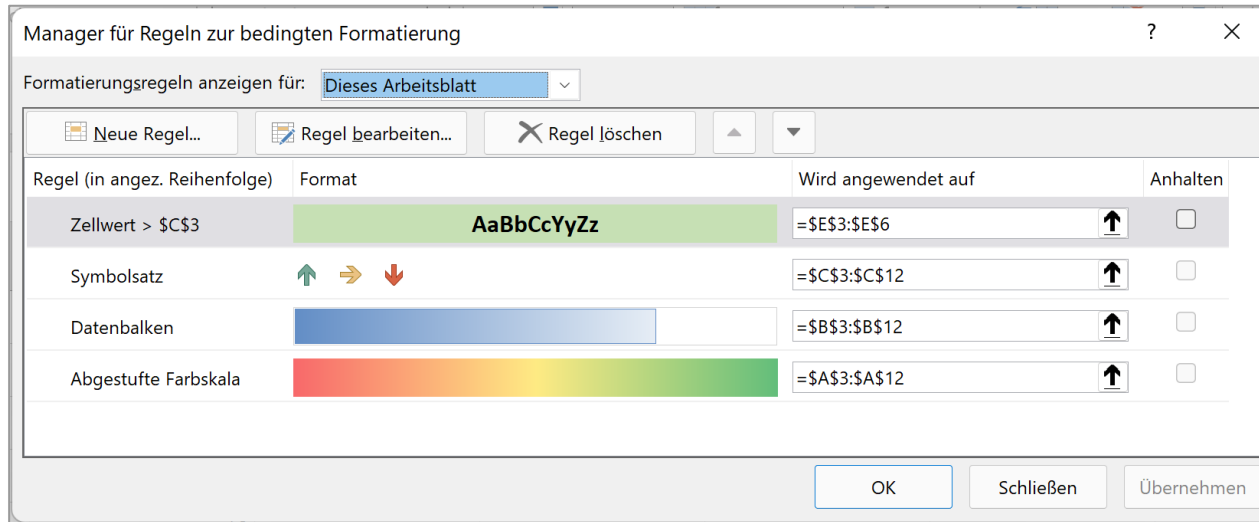 Manager für Regeln zur bedingten Formatierung ?
Formatierungsregeln anzeigen für: Dieses Arbeitsblatt
Neue Regel... Regel bearbeiten... Regel löschen
Regel (in angez. Reihenfolge) Format Wird angewendet auf Anhalten
Zellwert > $C$3 AaBbCcYyZz =$E$3:$E$6
Symbolsatz =$C$3:$C$12
Datenbalken =$B$3:$B$12
Abgestufte Farbskala =$A$3:$A$12
OK Schließen Übernehmen